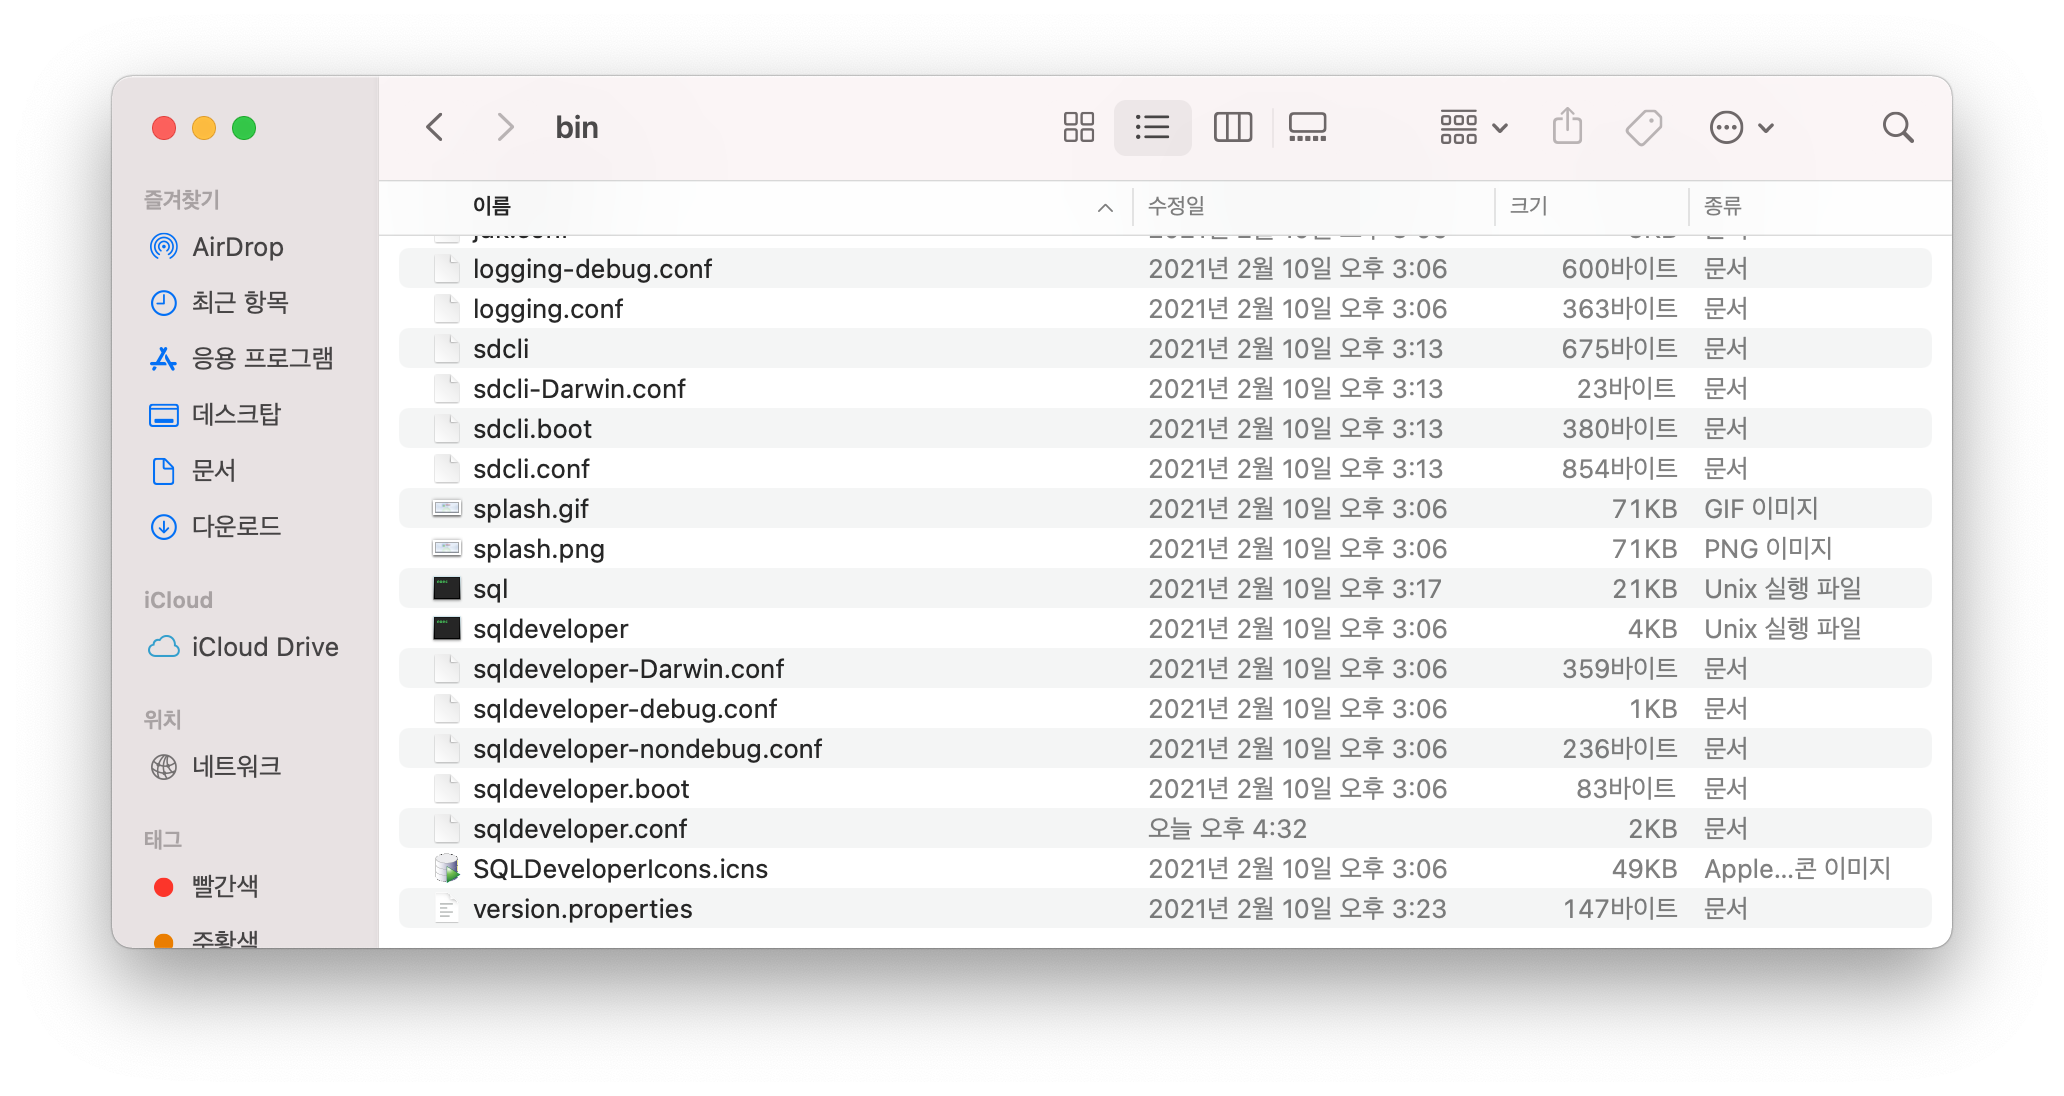 bin
즐겨찾기
AirDrop
최근 항목
응용 프로그램
데스크탑
문서
다운로드
iCloud
iCloud Drive
위치
네트워크
태그
빨간색
주황색
이름 수정일 크기 종류
logging-debug.conf 2021년 2월 10일 오후 3:06 600바이트 문서
logging.conf 2021년 2월 10일 오후 3:06 363바이트 문서
sdcli 2021년 2월 10일 오후 3:13 675바이트 문서
sdcli-Darwin.conf 2021년 2월 10일 오후 3:13 23바이트 문서
sdcli.boot 2021년 2월 10일 오후 3:13 380바이트 문서
sdcli.conf 2021년 2월 10일 오후 3:13 854바이트 문서
splash.gif 2021년 2월 10일 오후 3:06 71KB GIF 이미지
splash.png 2021년 2월 10일 오후 3:06 71KB PNG 이미지
sql 2021년 2월 10일 오후 3:17 21KB Unix 실행 파일
sqldeveloper 2021년 2월 10일 오후 3:06 4KB Unix 실행 파일
sqldeveloper-Darwin.conf 2021년 2월 10일 오후 3:06 359바이트 문서
sqldeveloper-debug.conf 2021년 2월 10일 오후 3:06 1KB 문서
sqldeveloper-nondebug.conf 2021년 2월 10일 오후 3:06 236바이트 문서
sqldeveloper.boot 2021년 2월 10일 오후 3:06 83바이트 문서
sqldeveloper.conf 오늘 오후 4:32 2KB 문서
SQLDeveloperIcons.icns 2021년 2월 10일 오후 3:06 49KB Apple...콘 이미지
version.properties 2021년 2월 10일 오후 3:23 147바이트 문서